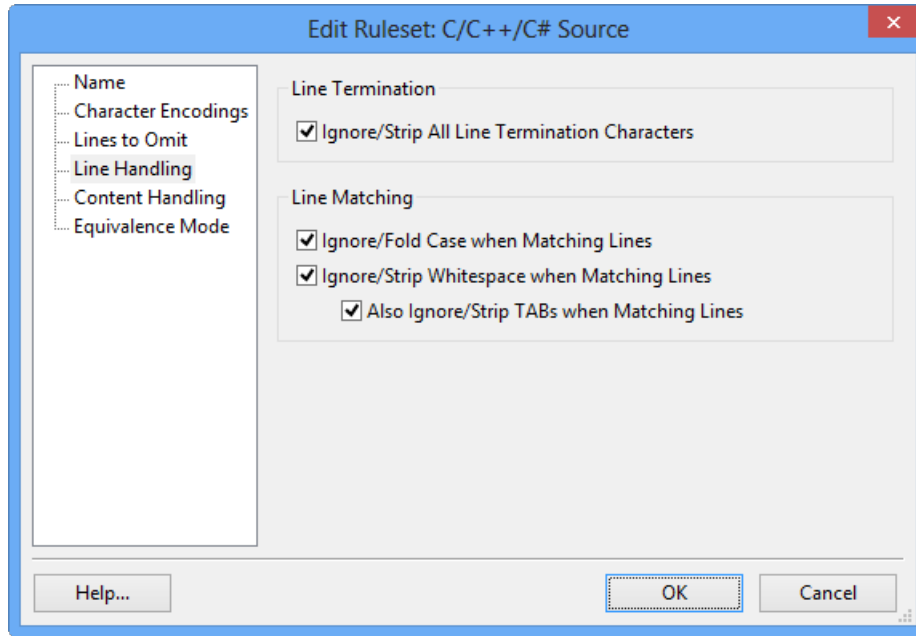 Edit Ruleset: C/C++/C# Source
Name
Character Encodings
Lines to Omit
Line Handling
Content Handling
Equivalence Mode
Line Termination
Ignore/Strip All Line Termination Characters
Line Matching
Ignore/Fold Case when Matching Lines
Ignore/Strip Whitespace when Matching Lines
Also Ignore/Strip TABs when Matching Lines
Help...
OK
Cancel